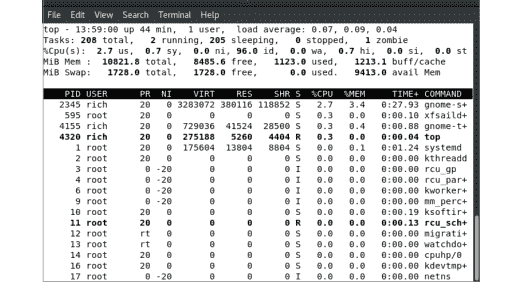 File Edit View Search Terminal Help
top - 13:59:00 up 44 min, 1 user, load average: 0.07, 0.09, 0.04
Tasks: 208 total, 2 running, 205 sleeping, 0 stopped, 1 zombie
%Cpu(s): 2.7 us, 0.7 sy, 0.0 ni, 96.0 id, 0.0 wa, 0.7 hi, 0.0 si, 0.0 st
MiB Mem : 10821.8 total, 8485.6 free, 1123.0 used, 1213.1 buff/cache
MiB Swap: 1728.0 total, 1728.0 free, 0.0 used. 9413.0 avail Mem
PID USER PR NI VIRT RES SHR S %CPU %MEM TIME+ COMMAND
2345 rich 20 0 3283072 380116 118852 S 2.7 3.4 0:27.93 gnome-s+
595 root 20 0 0 0 0 S 0.3 0.0 0:00.10 xfsaild+
4155 rich 20 0 729036 41524 28500 S 0.3 0.4 0:00.88 gnome-t+
4320 rich 20 0 275188 5260 4404 R 0.3 0.0 0:00.04 top
1 root 20 0 175604 13804 8804 S 0.0 0.1 0:01.24 systemd
2 root 20 0 0 0 0 S 0.0 0.0 0:00.00 kthreadd
3 root 0 -20 0 0 0 I 0.0 0.0 0:00.00 rcu_gp
4 root 0 -20 0 0 0 I 0.0 0.0 0:00.00 rcu_par+
6 root 0 -20 0 0 0 I 0.0 0.0 0:00.00 kworker+
9 root 0 -20 0 0 0 I 0.0 0.0 0:00.00 mm_perc+
10 root 20 0 0 0 0 S 0.0 0.0 0:00.19 ksoftir+
11 root 20 0 0 0 0 R 0.0 0.0 0:00.13 rcu_sch+
12 root rt 0 0 0 0 S 0.0 0.0 0:00.00 migrati+
13 root rt 0 0 0 0 S 0.0 0.0 0:00.00 watchdo+
14 root 20 0 0 0 0 S 0.0 0.0 0:00.00 cpuhp/0
16 root 20 0 0 0 0 S 0.0 0.0 0:00.00 kdevtmp+
17 root 0 -20 0 0 0 I 0.0 0.0 0:00.00 netns